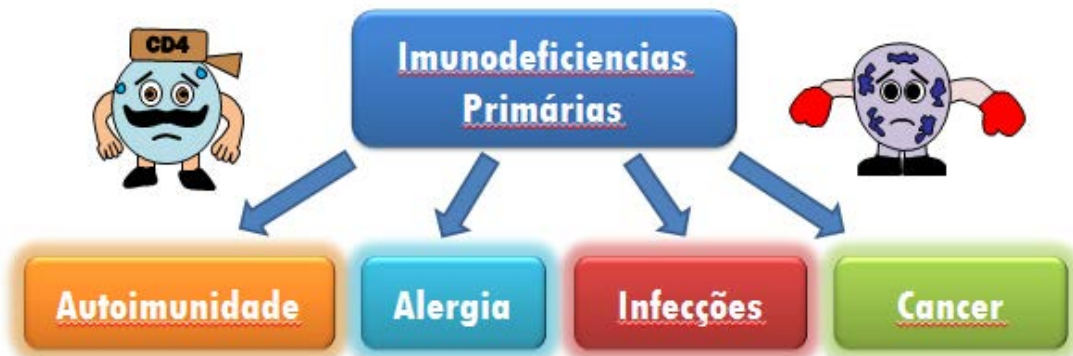 CD4
Imunodeficiencias
Primárias
Autoimunidade
Alergia
Infecções
Cancer